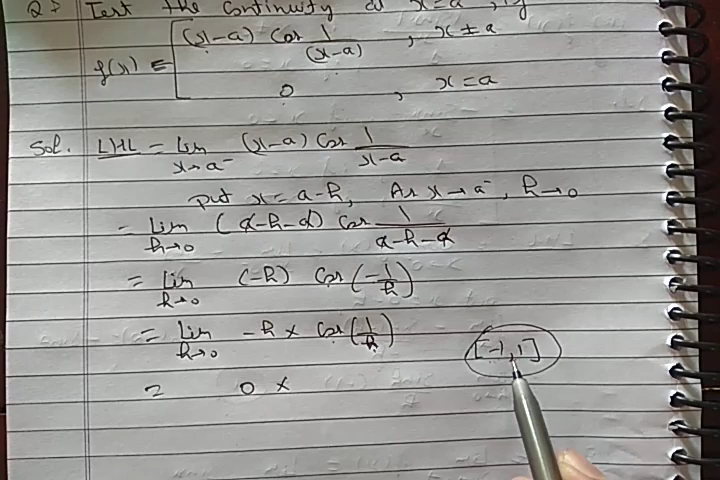 Q⇒ Test the continuity at x=a, if
f(x) = [ (x-a) Cos 1/(x-a) , x≠a
0 , x=a
Sol. LHL = Lim x→a⁻ (x-a) Cos 1/x-a
put x = a-h, As x→a⁻, h→0
= Lim h→0 (a-h-a) Cos 1/a-h-a
= Lim h→0 (-h) Cos (-1/h)
= Lim h→0 -h × Cos (1/h)
[-1,1]
= 0 ×